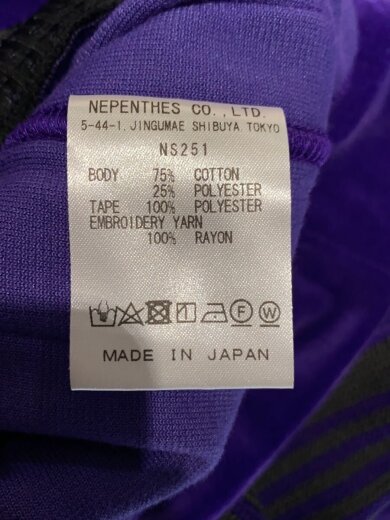 NEPENTHES CO.,LTD.
5-44-1, JINGUMAE SHIBUYA TOKYO
NS251
BODY 75% COTTON
25% POLYESTER
TAPE 100% POLYESTER
EMBROIDERY YARN
100% RAYON
F W
MADE IN JAPAN